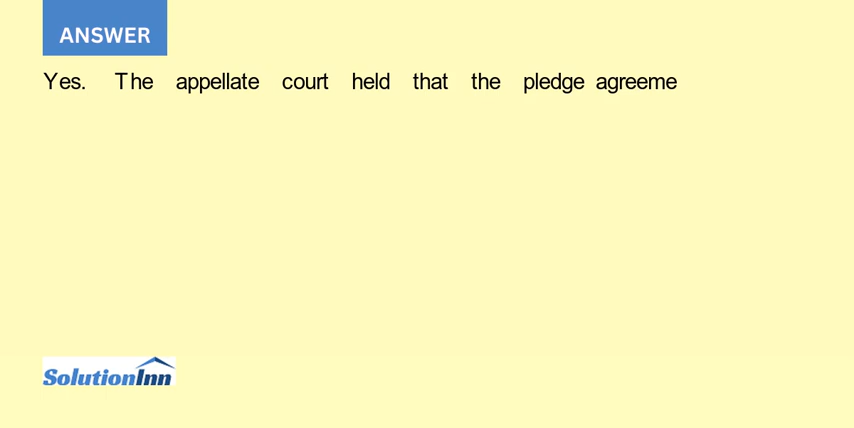 ANSWER
Yes. The appellate court held that the pledge agreeme
SolutionInn